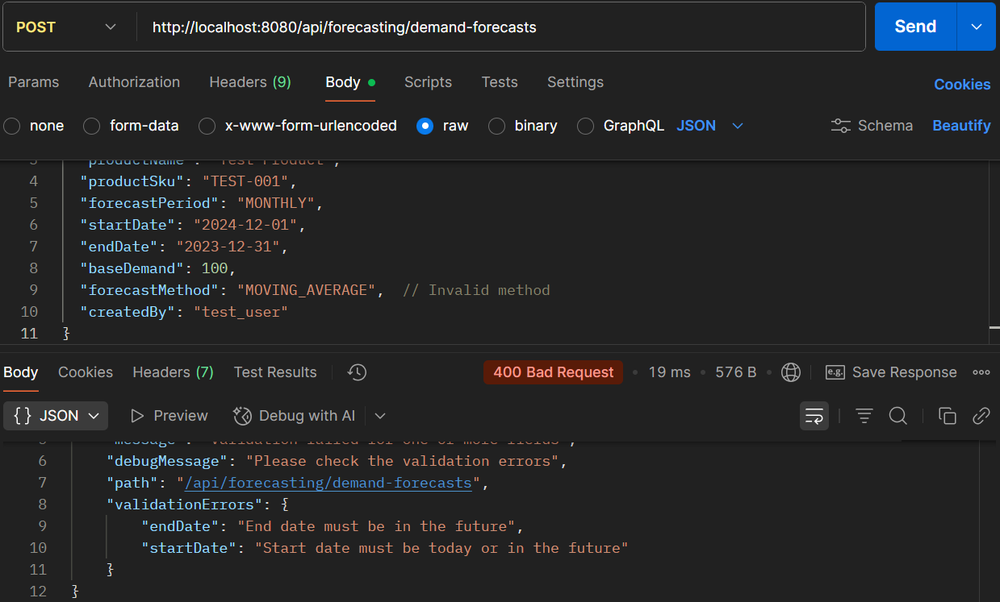 POST http://localhost:8080/api/forecasting/demand-forecasts Send
Params Authorization Headers (9) Body Scripts Tests Settings Cookies
none form-data x-www-form-urlencoded raw binary GraphQL JSON Schema Beautify
3 "productName": "Test Product",
4 "productSku": "TEST-001",
5 "forecastPeriod": "MONTHLY",
6 "startDate": "2024-12-01",
7 "endDate": "2023-12-31",
8 "baseDemand": 100,
9 "forecastMethod": "MOVING_AVERAGE",  // Invalid method
10 "createdBy": "test_user"
11 }
Body Cookies Headers (7) Test Results 400 Bad Request • 19 ms • 576 B • e.g. Save Response
{} JSON Preview Debug with AI
5 "message": "Validation failed for one or more fields",
6 "debugMessage": "Please check the validation errors",
7 "path": "/api/forecasting/demand-forecasts",
8 "validationErrors": {
9 "endDate": "End date must be in the future",
10 "startDate": "Start date must be today or in the future"
11 }
12 }